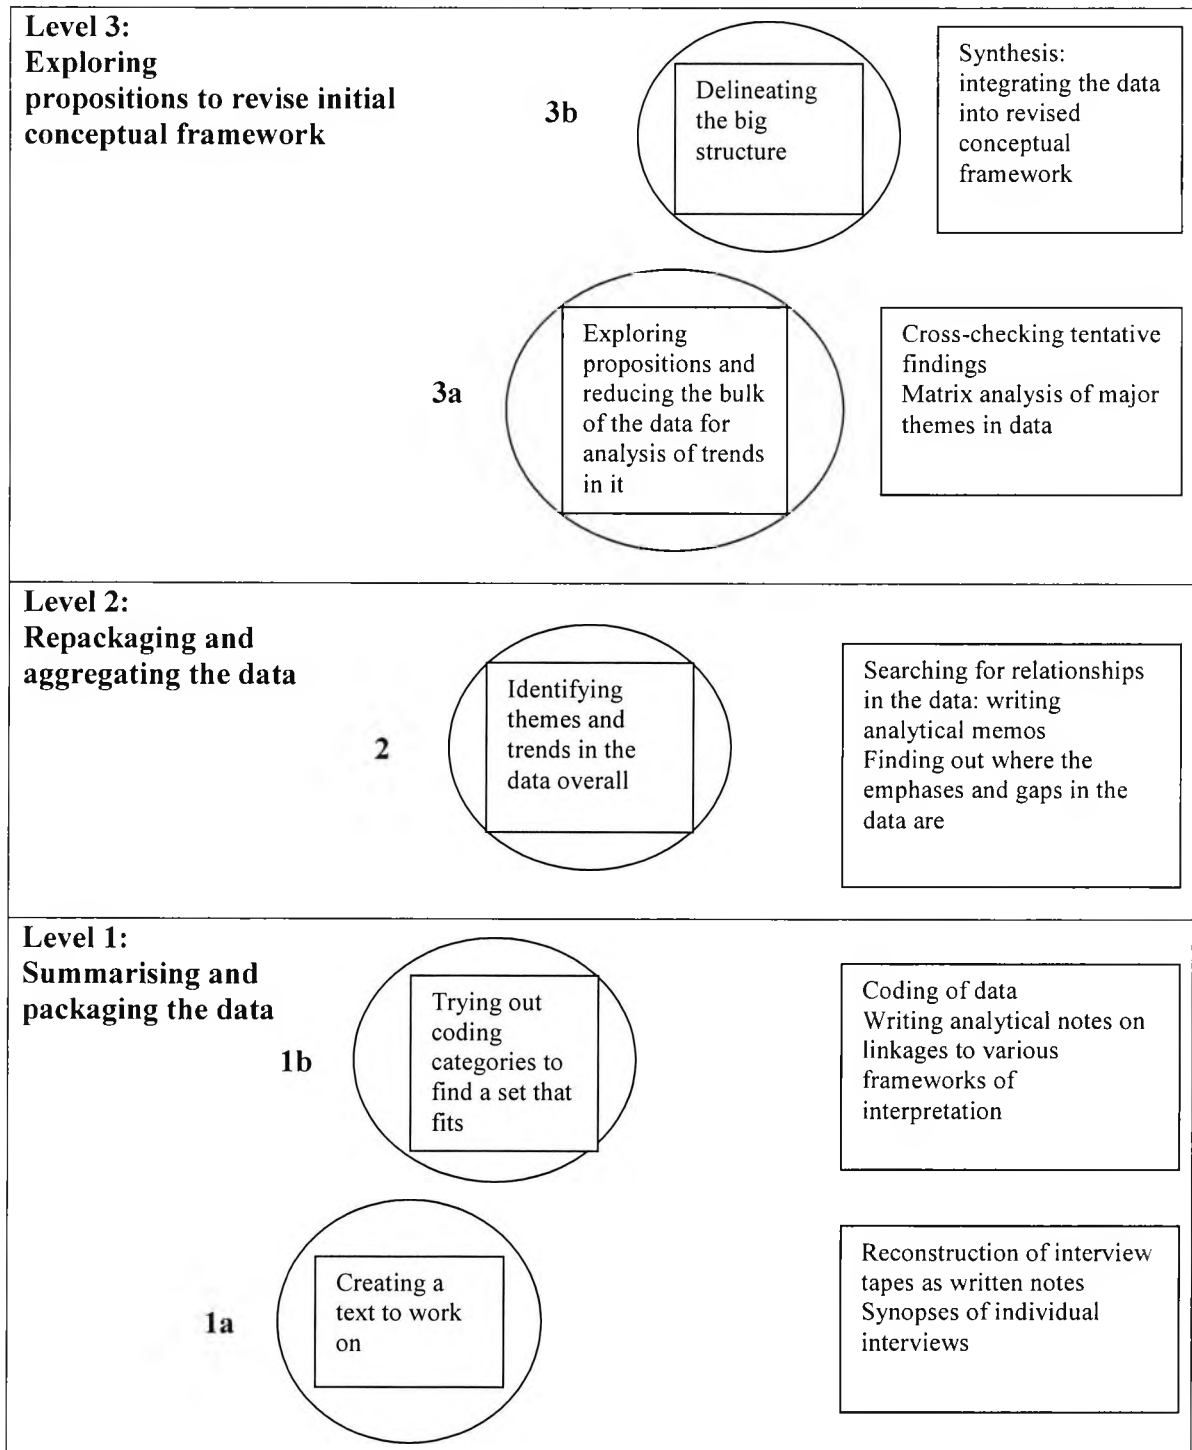 Level 3:
Exploring
propositions to revise initial
conceptual framework
3b
Delineating
the big
structure
Synthesis:
integrating the data
into revised
conceptual
framework
3a
Exploring
propositions and
reducing the bulk
of the data for
analysis of trends
in it
Cross-checking tentative
findings
Matrix analysis of major
themes in data
Level 2:
Repackaging and
aggregating the data
2
Identifying
themes and
trends in the
data overall
Searching for relationships
in the data: writing
analytical memos
Finding out where the
emphases and gaps in the
data are
Level 1:
Summarising and
packaging the data
1b
Trying out
coding
categories to
find a set that
fits
Coding of data
Writing analytical notes on
linkages to various
frameworks of
interpretation
1a
Creating a
text to work
on
Reconstruction of interview
tapes as written notes
Synopses of individual
interviews